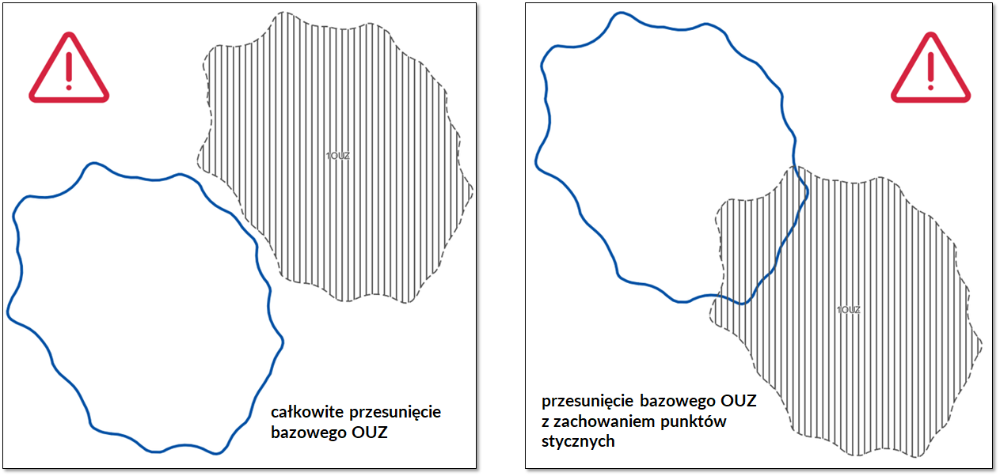 1OUZ
całkowite przesunięcie
bazowego OUZ
1OUZ
przesunięcie bazowego OUZ
z zachowaniem punktów
stycznych